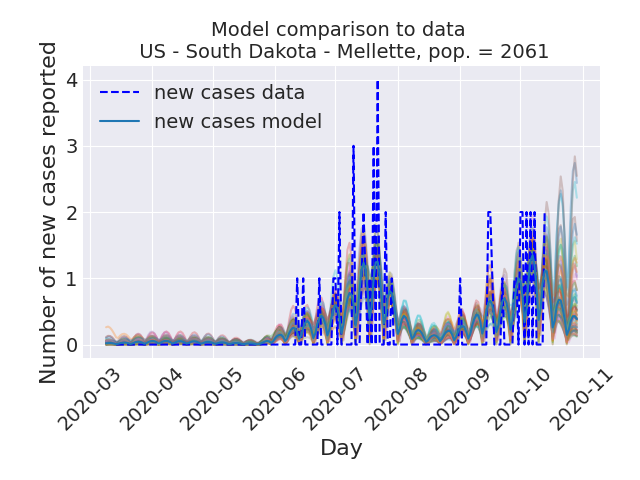 Model comparison to data
US - South Dakota - Mellette, pop. = 2061
Number of new cases reported
4
3
2
1
0
new cases data
new cases model
2020-03
2020-04
2020-05
2020-06
2020-07
2020-08
2020-09
2020-10
2020-11
Day